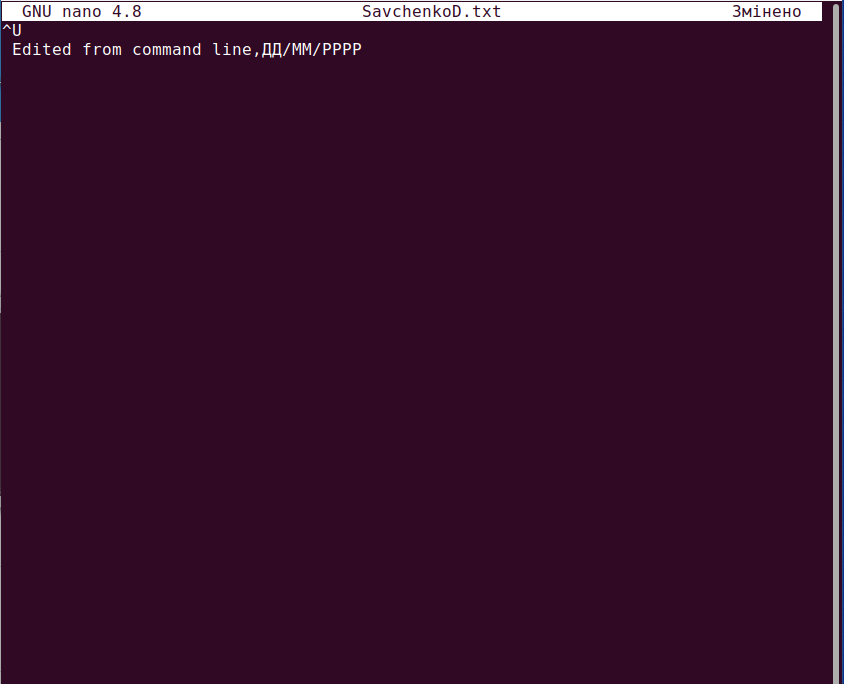 GNU nano 4.8 SavchenkoD.txt Змінено
^U
Edited from command line,ДД/ММ/РРРР